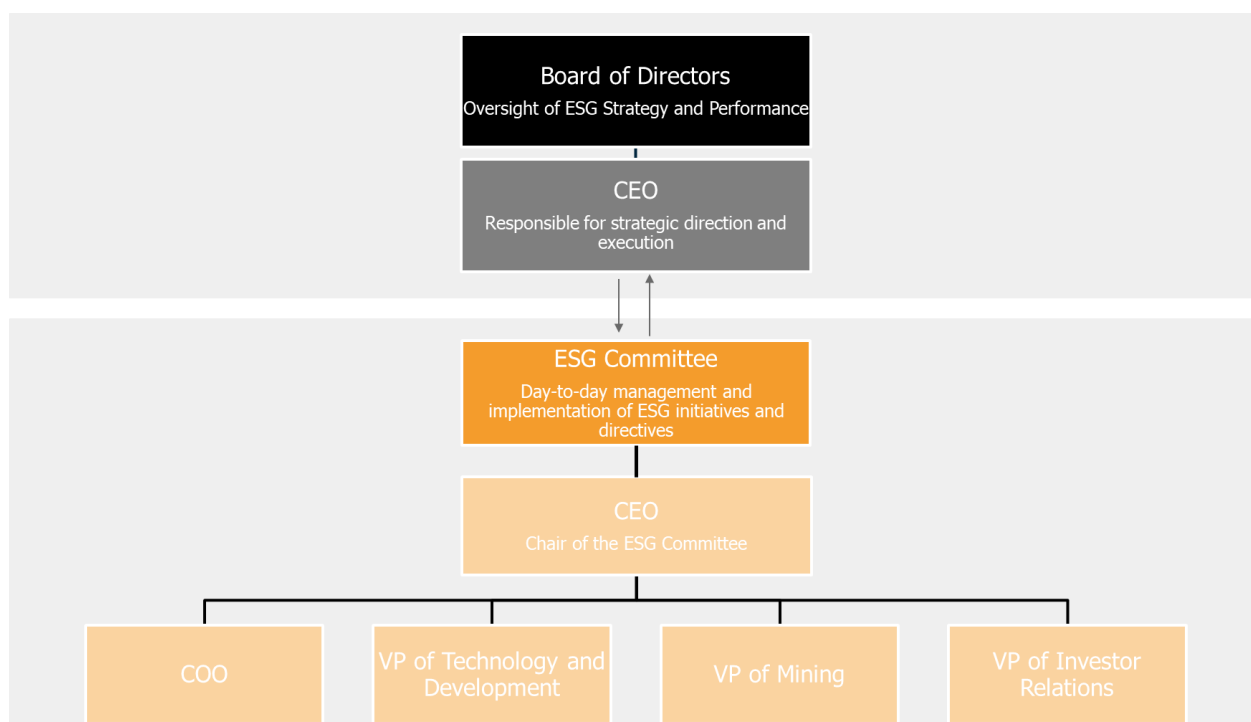 Board of Directors
Oversight of ESG Strategy and Performance
CEO
Responsible for strategic direction and
execution
ESG Committee
Day-to-day management and
implementation of ESG initiatives and
directives
CEO
Chair of the ESG Committee
COO
VP of Technology and
Development
VP of Mining
VP of Investor
Relations